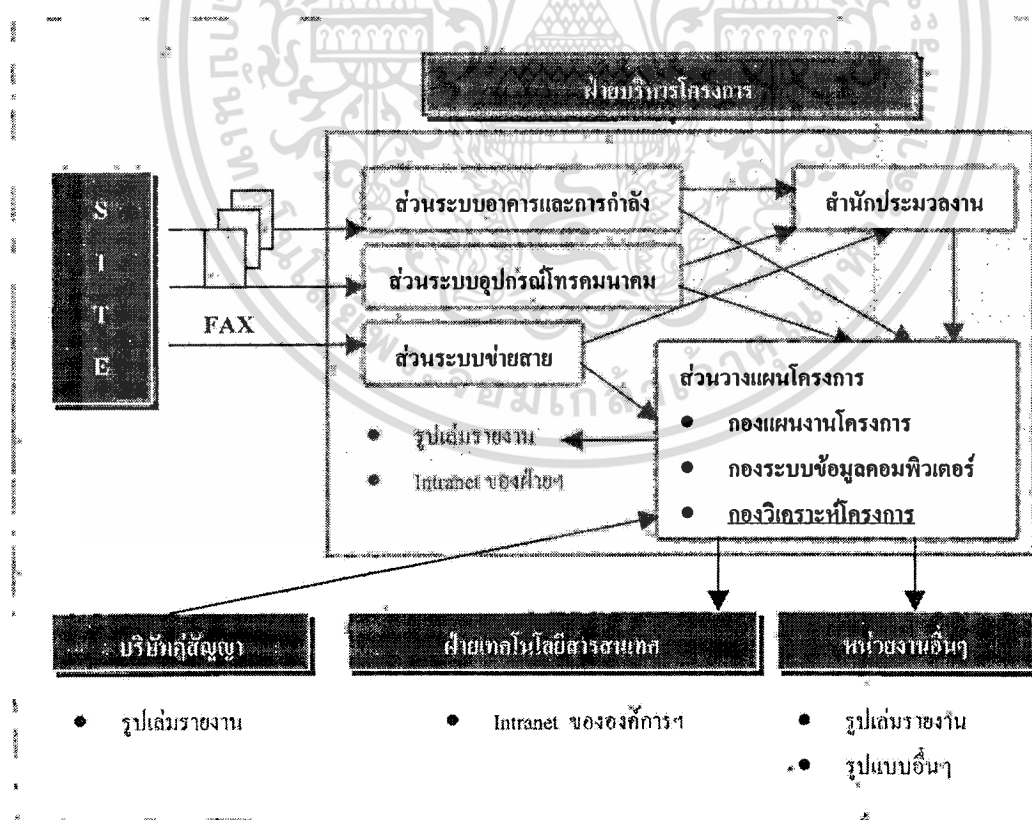 ฝ่ายบริหารโครงการ
S
I
T
E
FAX
ส่วนระบบอาคารและการกำลัง
สำนักประมวลงาน
ส่วนระบบอุปกรณ์โทรคมนาคม
ส่วนระบบข่ายสาย
ส่วนวางแผนโครงการ
• กองแผนงานโครงการ
• กองระบบข้อมูลคอมพิวเตอร์
• กองวิเคราะห์โครงการ
• รูปเล่มรายงาน
• Intranet ของฝ่ายฯ
บริษัทคู่สัญญา
ฝ่ายเทคโนโลยีสารสนเทศ
หน่วยงานอื่นๆ
• รูปเล่มรายงาน
• Intranet ขององค์การฯ
• รูปเล่มรายงาน
• รูปแบบอื่นๆ